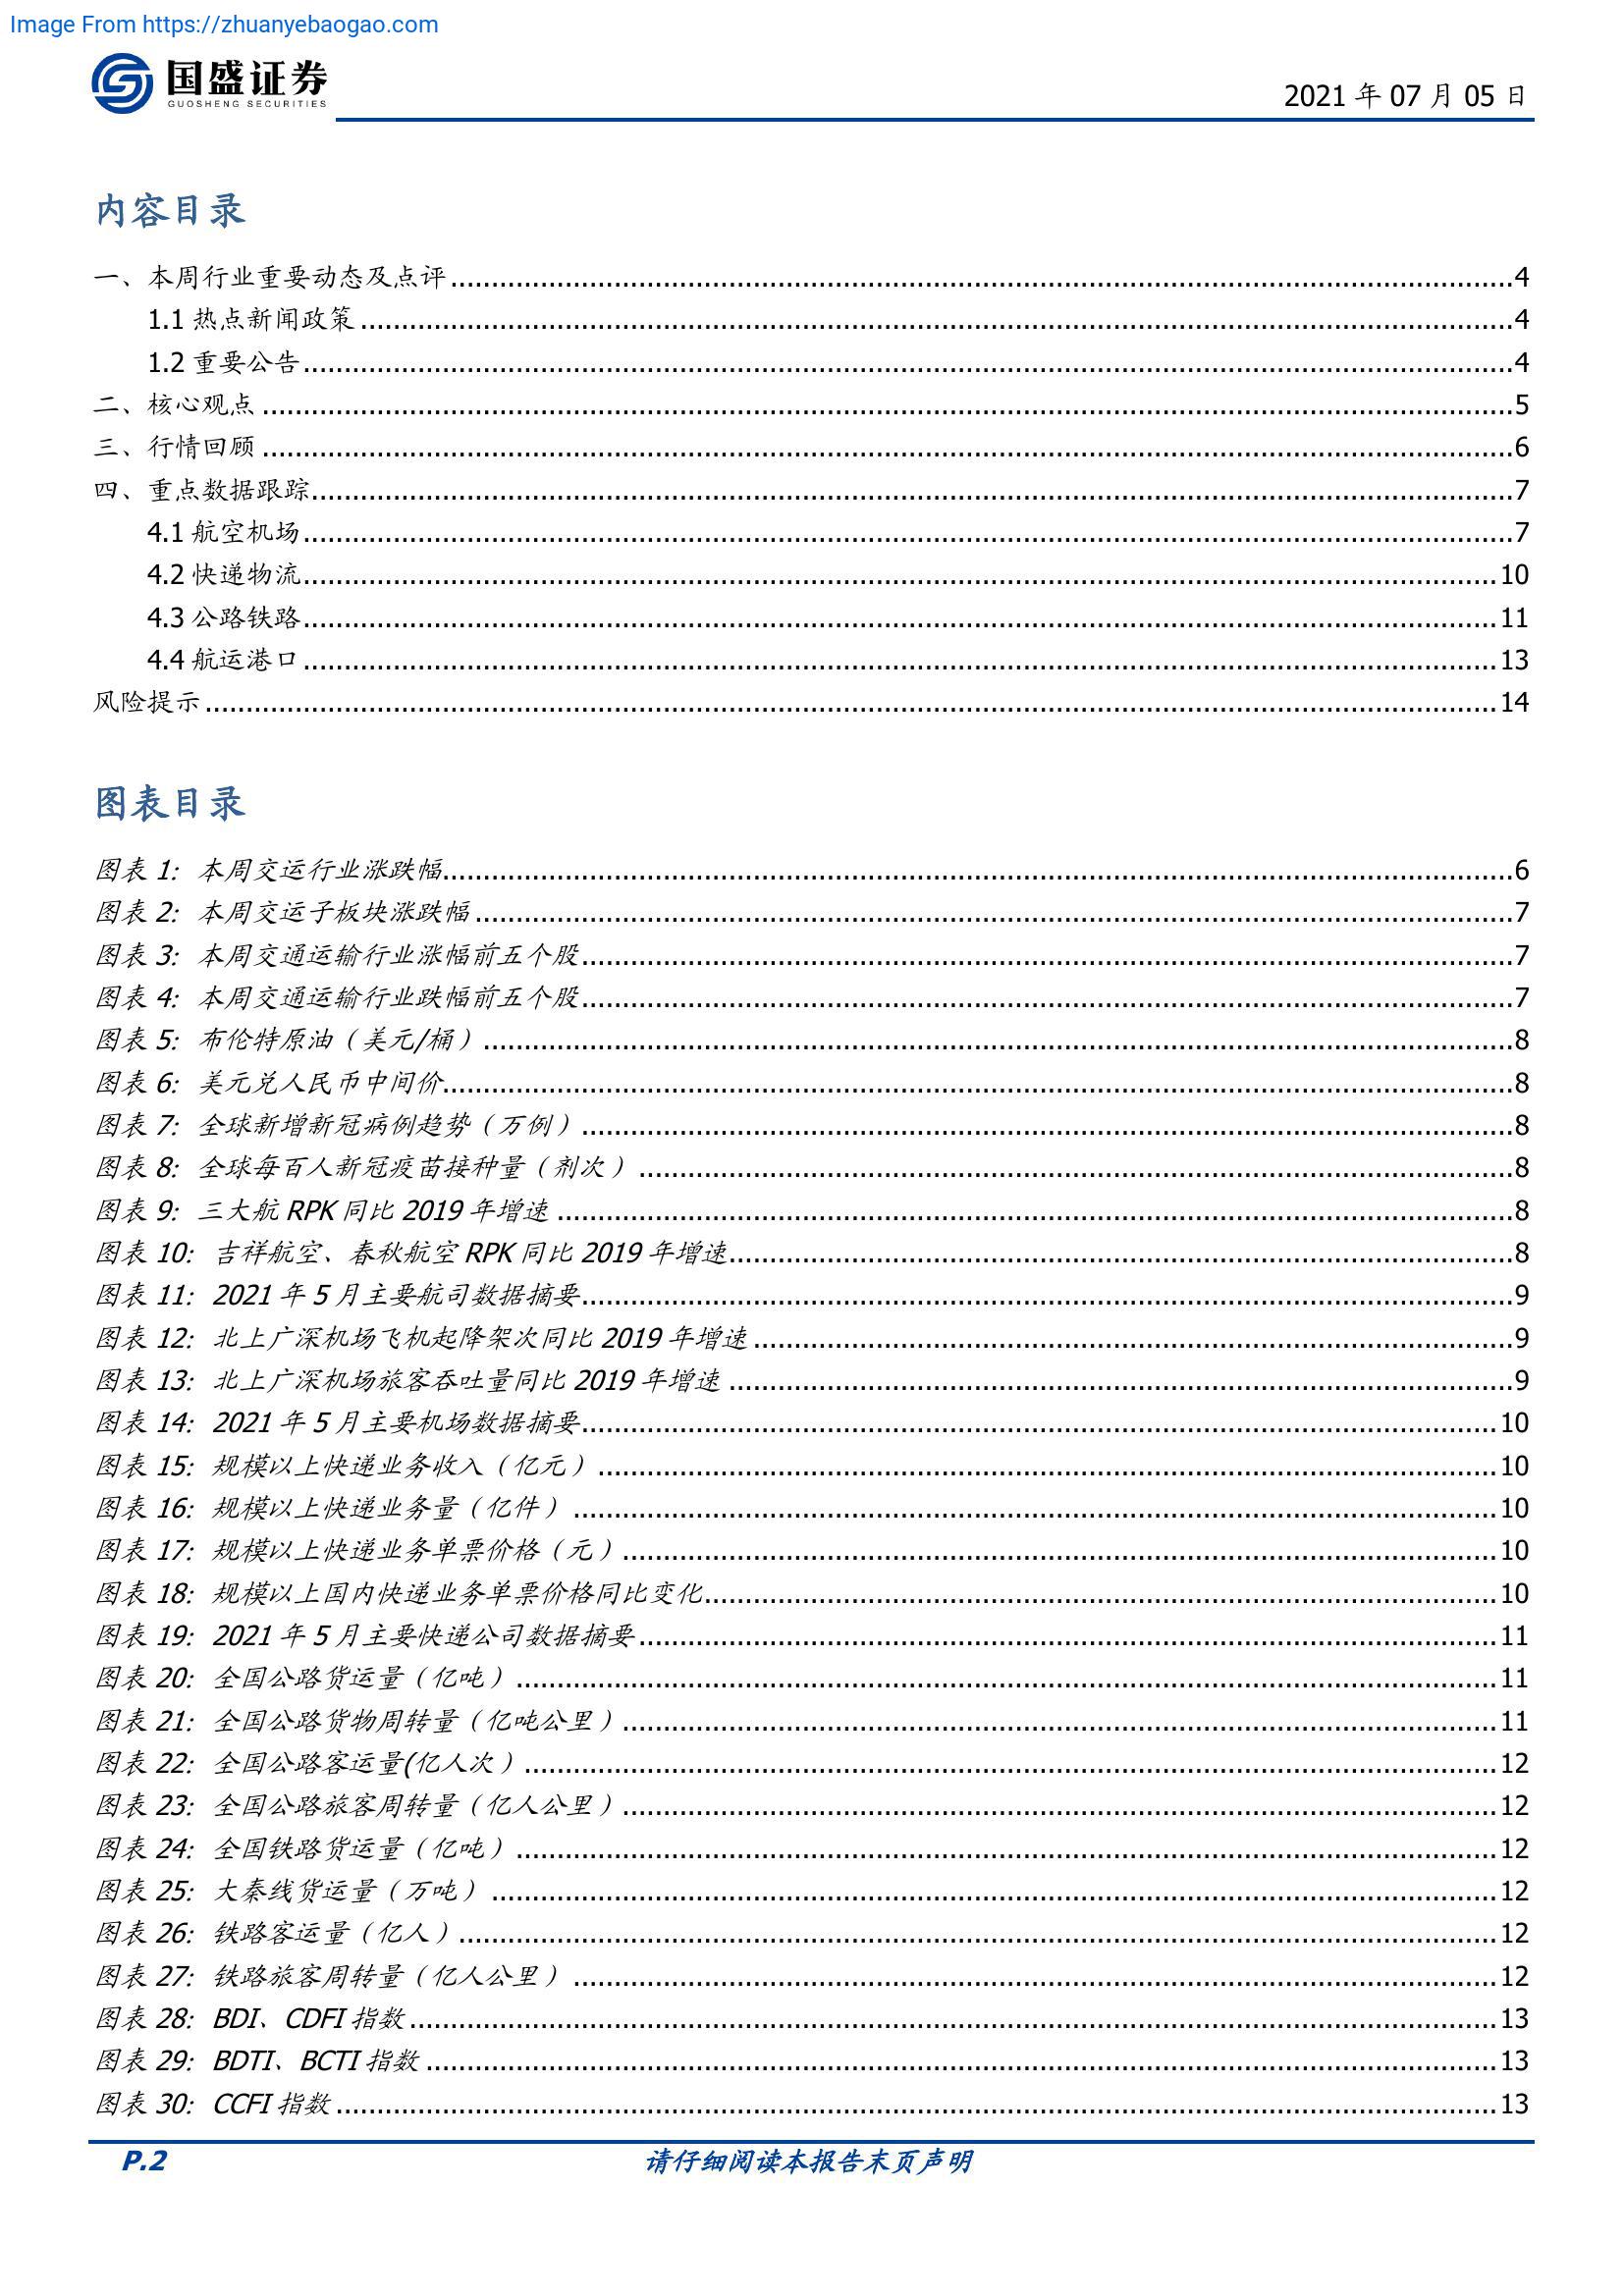 Image From https://zhuanyebaogao.com
国盛证券
GUOSHENG SECURITIES
2021 年 07 月 05 日
内容目录
一、本周行业重要动态及点评 4
1.1 热点新闻政策 4
1.2 重要公告 4
二、核心观点 5
三、行情回顾 6
四、重点数据跟踪 7
4.1 航空机场 7
4.2 快递物流 10
4.3 公路铁路 11
4.4 航运港口 13
风险提示 14
图表目录
图表 1: 本周交运行业涨跌幅 6
图表 2: 本周交运子板块涨跌幅 7
图表 3: 本周交通运输行业涨幅前五个股 7
图表 4: 本周交通运输行业跌幅前五个股 7
图表 5: 布伦特原油（美元/桶） 8
图表 6: 美元兑人民币中间价 8
图表 7: 全球新增新冠病例趋势（万例） 8
图表 8: 全球每百人新冠疫苗接种量（剂次） 8
图表 9: 三大航 RPK 同比 2019 年增速 8
图表 10: 吉祥航空、春秋航空 RPK 同比 2019 年增速 8
图表 11: 2021 年 5 月主要航司数据摘要 9
图表 12: 北上广深机场飞机起降架次同比 2019 年增速 9
图表 13: 北上广深机场旅客吞吐量同比 2019 年增速 9
图表 14: 2021 年 5 月主要机场数据摘要 10
图表 15: 规模以上快递业务收入（亿元） 10
图表 16: 规模以上快递业务量（亿件） 10
图表 17: 规模以上快递业务单票价格（元） 10
图表 18: 规模以上国内快递业务单票价格同比变化 10
图表 19: 2021 年 5 月主要快递公司数据摘要 11
图表 20: 全国公路货运量（亿吨） 11
图表 21: 全国公路货物周转量（亿吨公里） 11
图表 22: 全国公路客运量(亿人次） 12
图表 23: 全国公路旅客周转量（亿人公里） 12
图表 24: 全国铁路货运量（亿吨） 12
图表 25: 大秦线货运量（万吨） 12
图表 26: 铁路客运量（亿人） 12
图表 27: 铁路旅客周转量（亿人公里） 12
图表 28: BDI、CDFI 指数 13
图表 29: BDTI、BCTI 指数 13
图表 30: CCFI 指数 13
P.2 请仔细阅读本报告末页声明